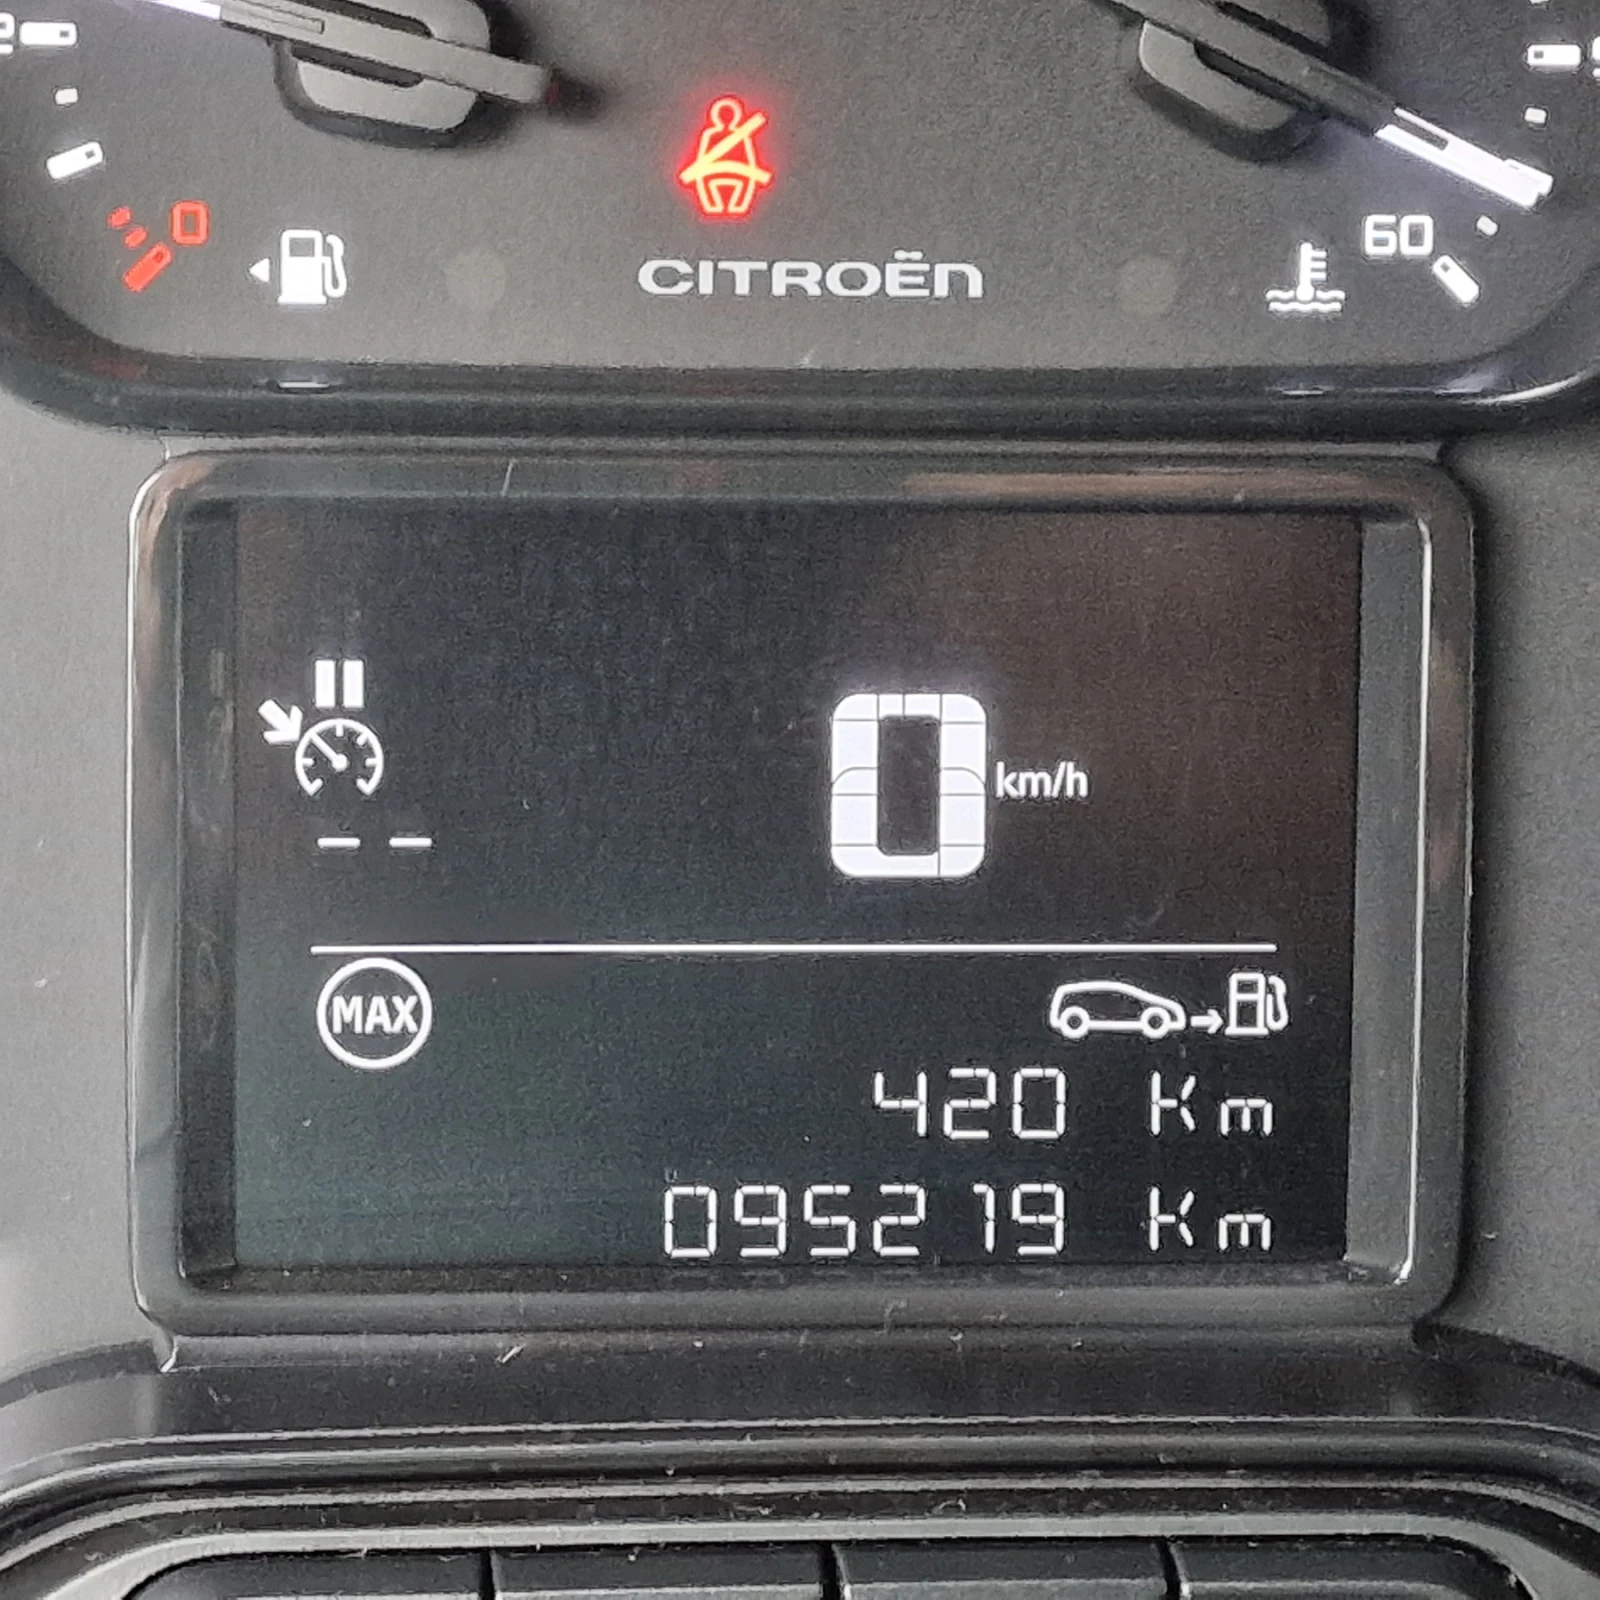 0
60
CITROËN
0 km/h
-- 
MAX
420 Km
095219 Km